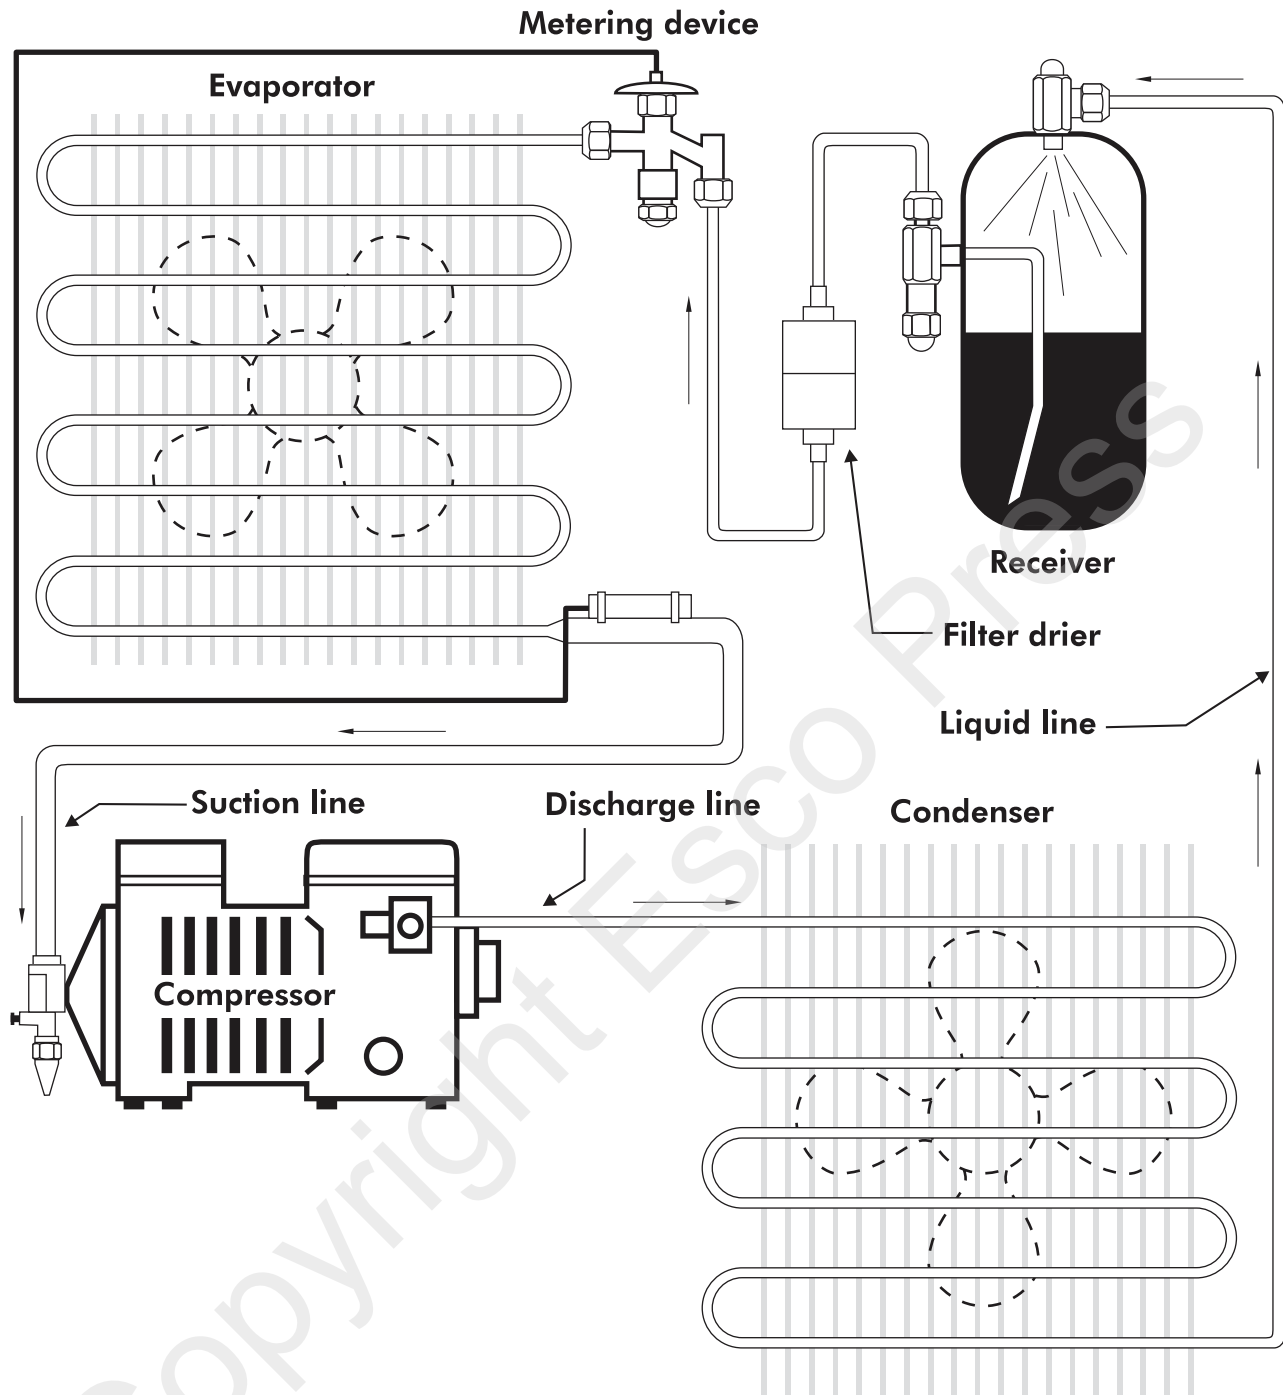 Metering device
Evaporator
Receiver
Filter drier
Liquid line
Suction line
Discharge line
Condenser
Compressor
Copyright Esco Press